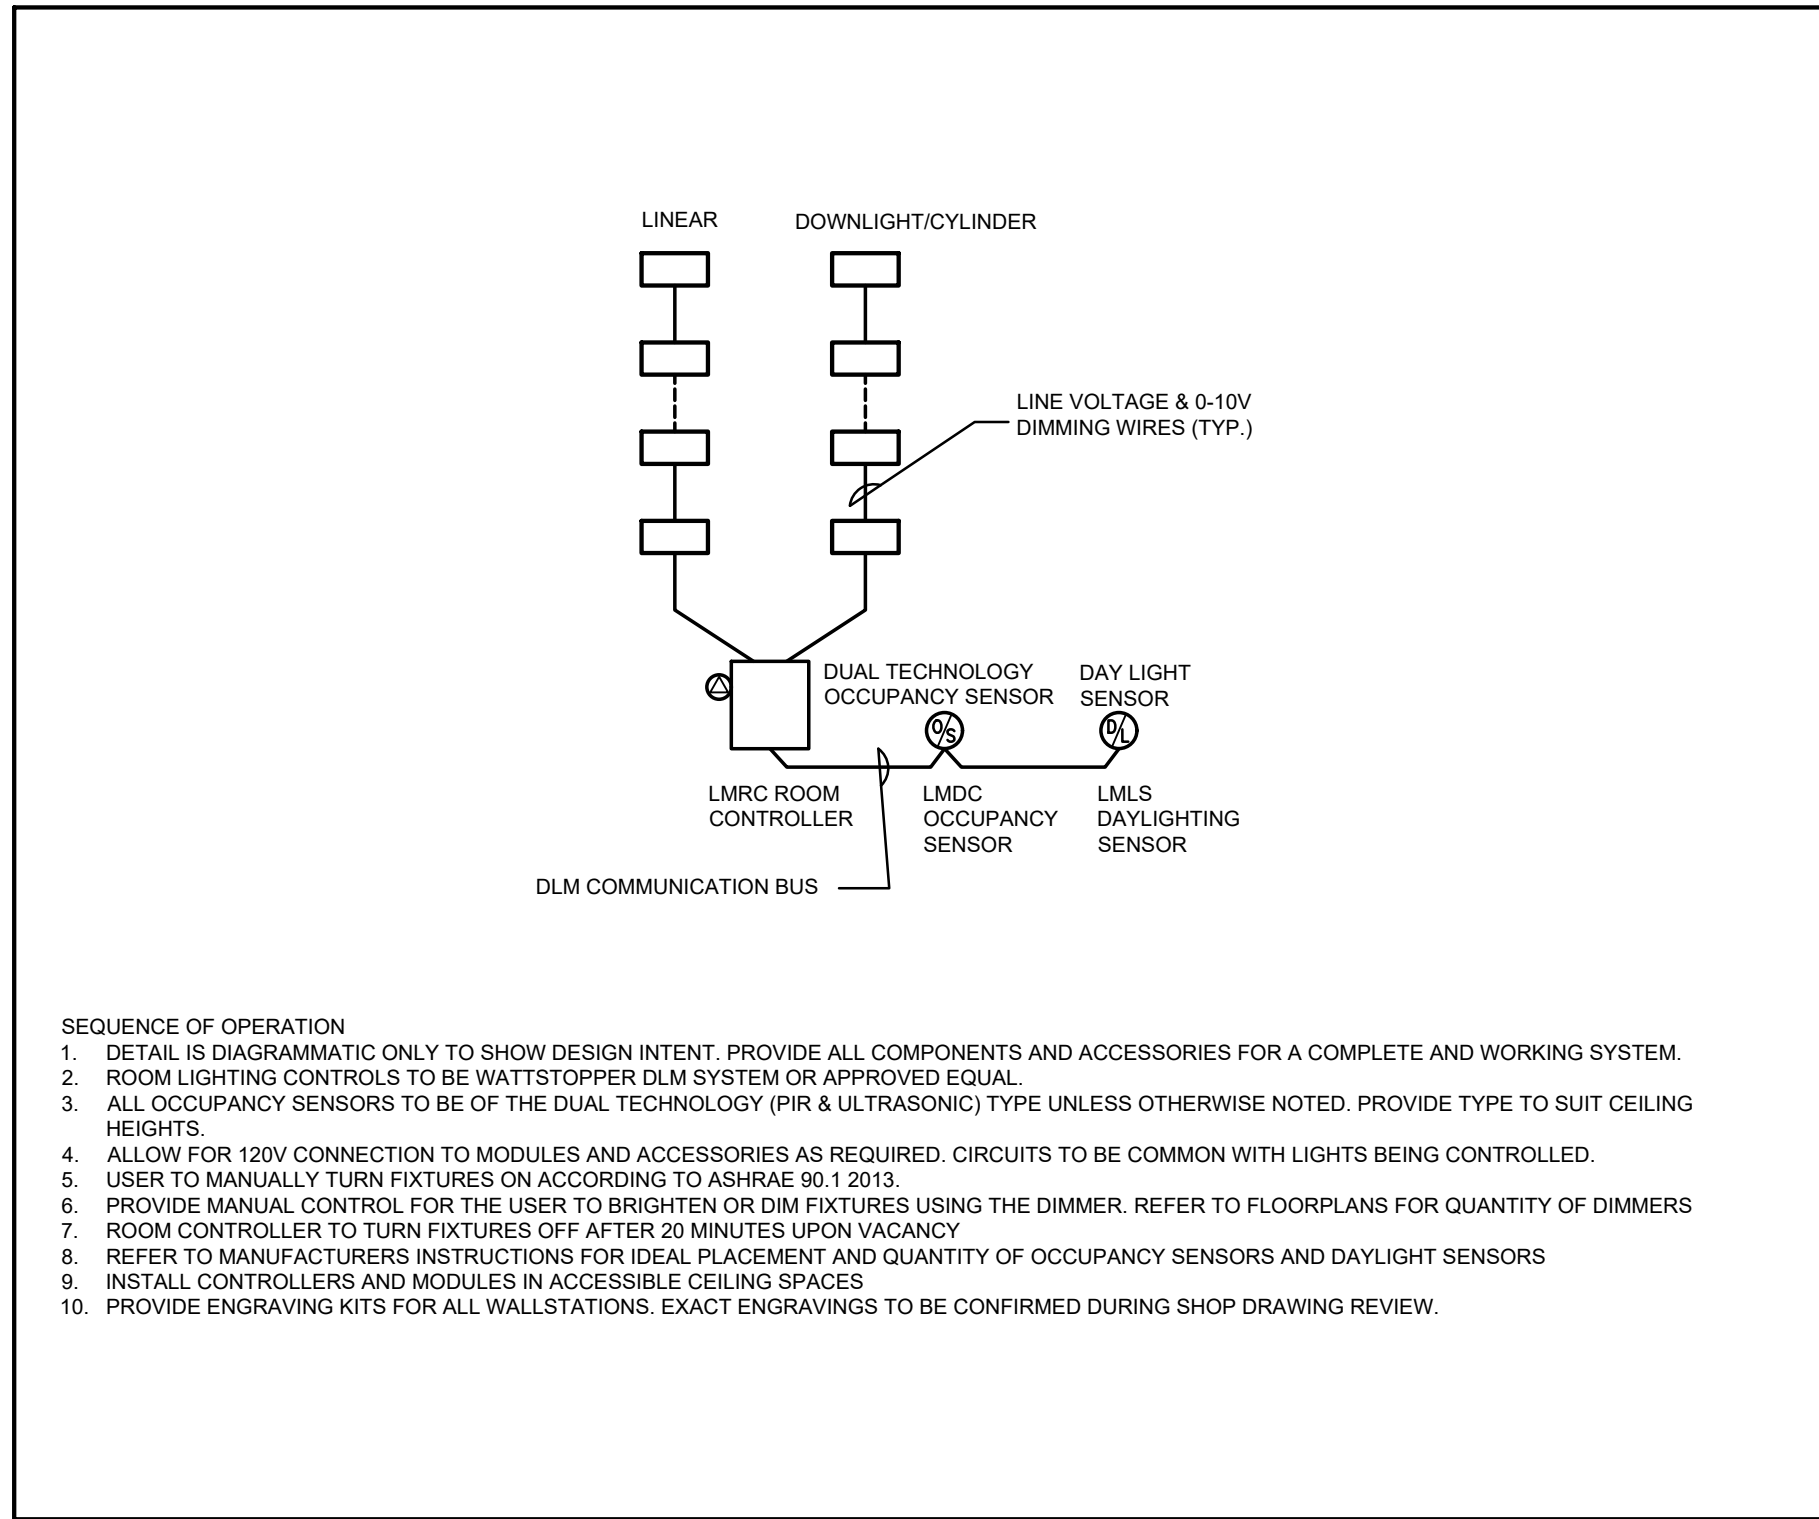 LINEAR
DOWNLIGHT/CYLINDER
LINE VOLTAGE & 0-10V
DIMMING WIRES (TYP.)
DUAL TECHNOLOGY
OCCUPANCY SENSOR
DAY LIGHT
SENSOR
O/S
D/L
LMRC ROOM
CONTROLLER
LMDC
OCCUPANCY
SENSOR
LMLS
DAYLIGHTING
SENSOR
DLM COMMUNICATION BUS
SEQUENCE OF OPERATION
1. DETAIL IS DIAGRAMMATIC ONLY TO SHOW DESIGN INTENT. PROVIDE ALL COMPONENTS AND ACCESSORIES FOR A COMPLETE AND WORKING SYSTEM.
2. ROOM LIGHTING CONTROLS TO BE WATTSTOPPER DLM SYSTEM OR APPROVED EQUAL.
3. ALL OCCUPANCY SENSORS TO BE OF THE DUAL TECHNOLOGY (PIR & ULTRASONIC) TYPE UNLESS OTHERWISE NOTED. PROVIDE TYPE TO SUIT CEILING
HEIGHTS.
4. ALLOW FOR 120V CONNECTION TO MODULES AND ACCESSORIES AS REQUIRED. CIRCUITS TO BE COMMON WITH LIGHTS BEING CONTROLLED.
5. USER TO MANUALLY TURN FIXTURES ON ACCORDING TO ASHRAE 90.1 2013.
6. PROVIDE MANUAL CONTROL FOR THE USER TO BRIGHTEN OR DIM FIXTURES USING THE DIMMER. REFER TO FLOORPLANS FOR QUANTITY OF DIMMERS
7. ROOM CONTROLLER TO TURN FIXTURES OFF AFTER 20 MINUTES UPON VACANCY
8. REFER TO MANUFACTURERS INSTRUCTIONS FOR IDEAL PLACEMENT AND QUANTITY OF OCCUPANCY SENSORS AND DAYLIGHT SENSORS
9. INSTALL CONTROLLERS AND MODULES IN ACCESSIBLE CEILING SPACES
10. PROVIDE ENGRAVING KITS FOR ALL WALLSTATIONS. EXACT ENGRAVINGS TO BE CONFIRMED DURING SHOP DRAWING REVIEW.